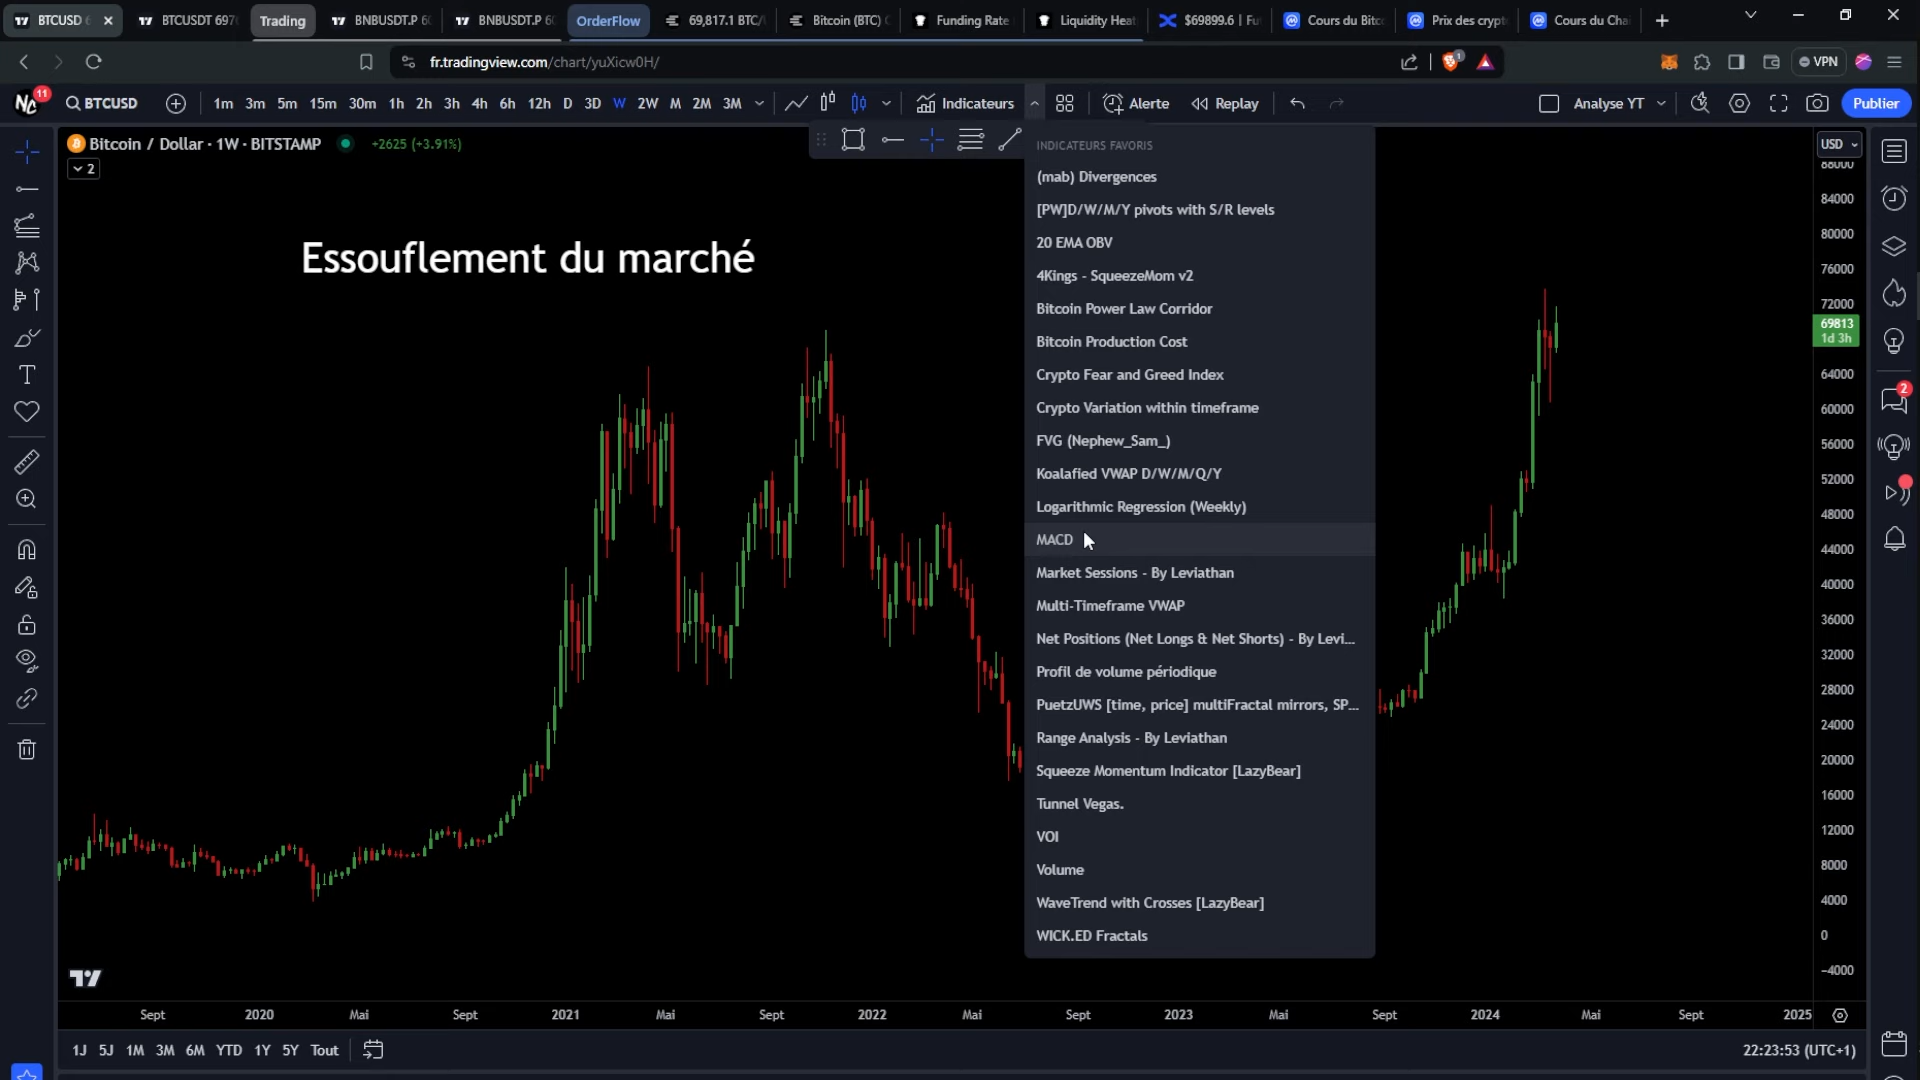 BTCUSD 6
BTCUSDT 697
Trading
BNBUSDT.P 6
BNBUSDT.P 6
OrderFlow
69,817.1 BTC/
Bitcoin (BTC)
Funding Rate
Liquidity Heat
$69899.6 | Fu
Cours du Bitc
Prix des crypt
Cours du Cha
fr.tradingview.com/chart/yuXicw0H/
1
VPN
11
BTCUSD
1m 3m 5m 15m 30m 1h 2h 3h 4h 6h 12h D 3D W 2W M 2M 3M
Indicateurs
Alerte
Replay
Analyse YT
Publier
Bitcoin / Dollar · 1W · BITSTAMP
+2625 (+3.91%)
2
Essouflement du marché
INDICATEURS FAVORIS
(mab) Divergences
[PW]D/W/M/Y pivots with S/R levels
20 EMA OBV
4Kings - SqueezeMom v2
Bitcoin Power Law Corridor
Bitcoin Production Cost
Crypto Fear and Greed Index
Crypto Variation within timeframe
FVG (Nephew_Sam_)
Koalafied VWAP D/W/M/Q/Y
Logarithmic Regression (Weekly)
MACD
Market Sessions - By Leviathan
Multi-Timeframe VWAP
Net Positions (Net Longs & Net Shorts) - By Levi...
Profil de volume périodique
PuetzUWS [time, price] multiFractal mirrors, SP...
Range Analysis - By Leviathan
Squeeze Momentum Indicator [LazyBear]
Tunnel Vegas.
VOI
Volume
WaveTrend with Crosses [LazyBear]
WICK.ED Fractals
USD
88000
84000
80000
76000
72000
69813
1d 3h
64000
60000
56000
52000
48000
44000
40000
36000
32000
28000
24000
20000
16000
12000
8000
4000
0
-4000
2
Sept 2020 Mai Sept 2021 Mai Sept 2022 Mai Sept 2023 Mai Sept 2024 Mai Sept 2025
1J 5J 1M 3M 6M YTD 1Y 5Y Tout
22:23:53 (UTC+1)